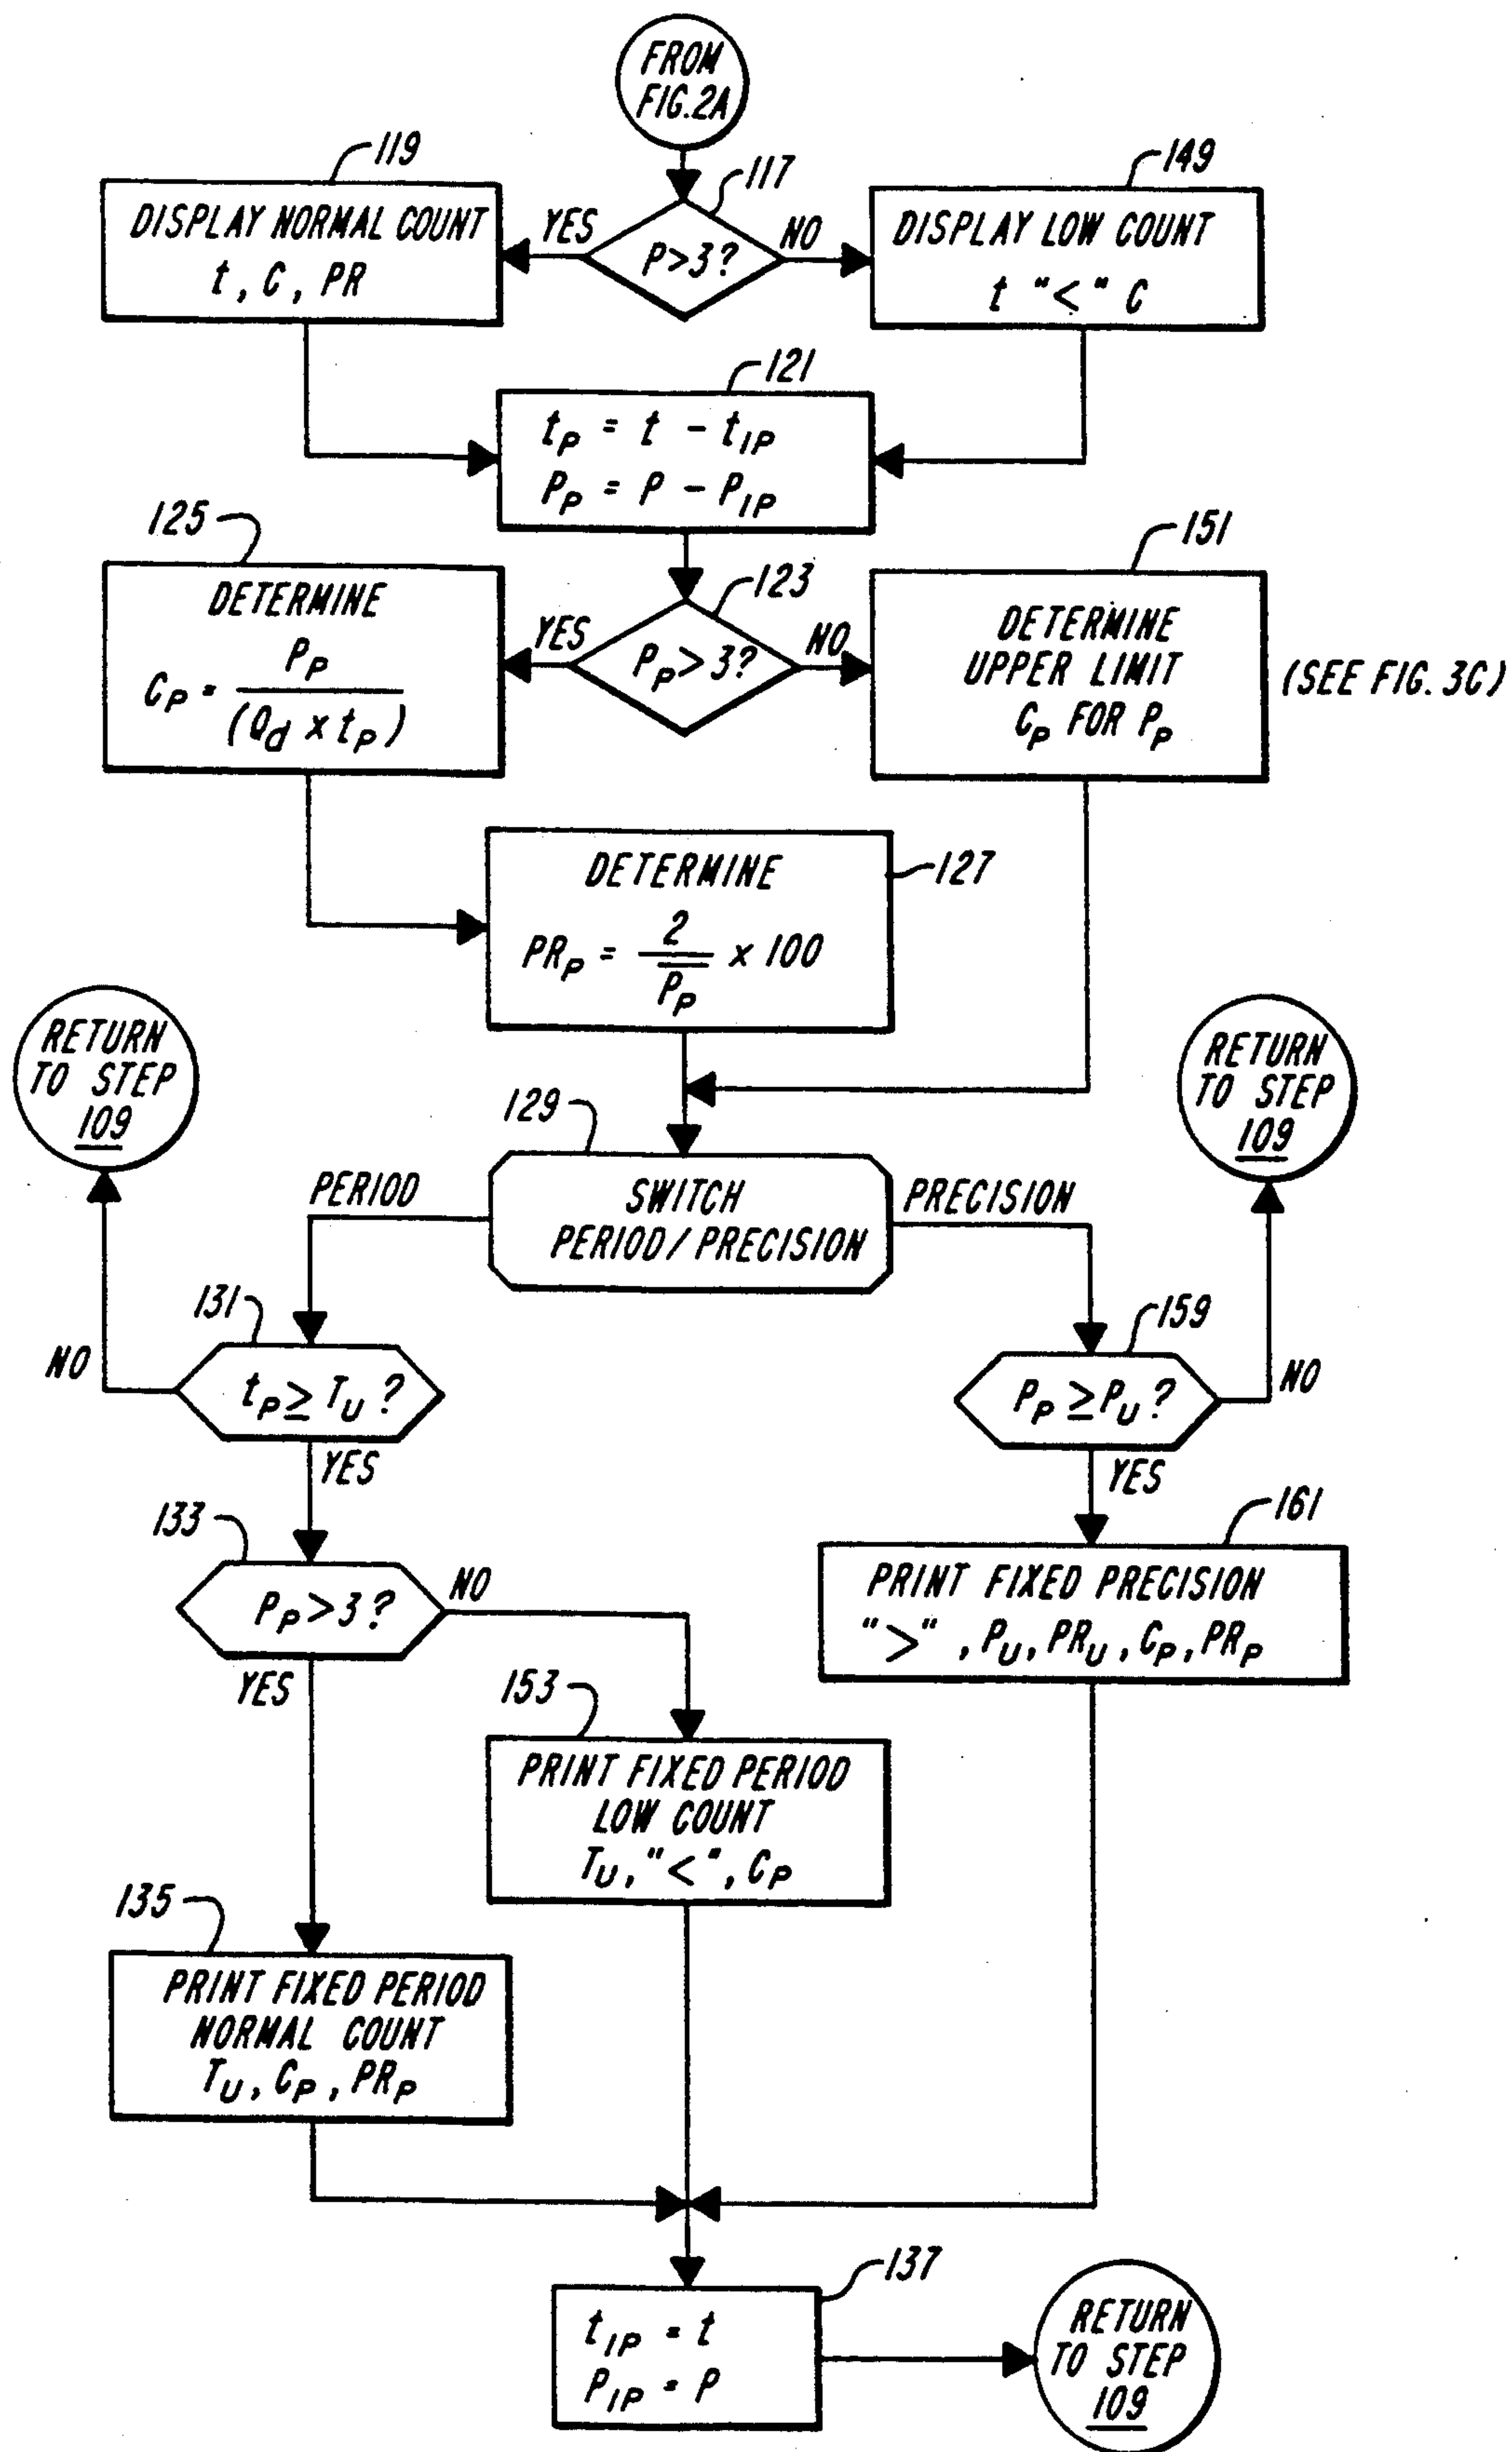 FROM
FIG.2A
119
117
149
DISPLAY NORMAL COUNT
t, C, PR
YES
P>3?
NO
DISPLAY LOW COUNT
t "<" C
121
tP = t - tIP
PP = P - PIP
125
123
151
DETERMINE
CP = PP / (Qd x tP)
YES
PP>3?
NO
DETERMINE
UPPER LIMIT
CP FOR PP
(SEE FIG. 3C)
127
DETERMINE
PRP = 2 / PP x 100
RETURN
TO STEP
109
RETURN
TO STEP
109
129
PERIOD
SWITCH
PERIOD/PRECISION
PRECISION
131
NO
tP ≥ TU?
YES
159
PP ≥ PU?
NO
YES
133
PP>3?
NO
YES
161
PRINT FIXED PRECISION
">", PU, PRU, CP, PRP
153
PRINT FIXED PERIOD
LOW COUNT
TU, "<", CP
135
PRINT FIXED PERIOD
NORMAL COUNT
TU, CP, PRP
137
tIP = t
PIP = P
RETURN
TO STEP
109